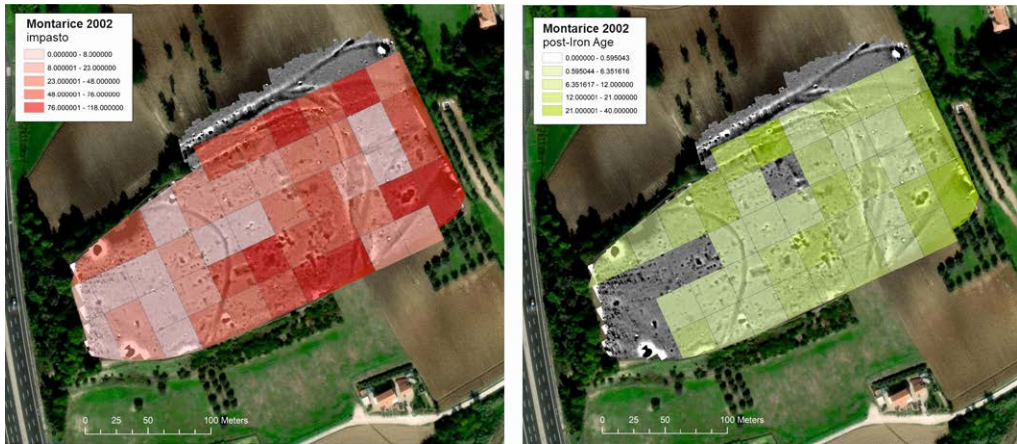 Montarice 2002
impasto
0.000000 - 8.000000
8.000001 - 23.000000
23.000001 - 48.000000
48.000001 - 76.000000
76.000001 - 118.000000
0 25 50 100 Meters
Montarice 2002
post-Iron Age
0.000000 - 0.595043
0.595044 - 6.351616
6.351617 - 12.000000
12.000001 - 21.000000
21.000001 - 40.000000
0 25 50 100 Meters